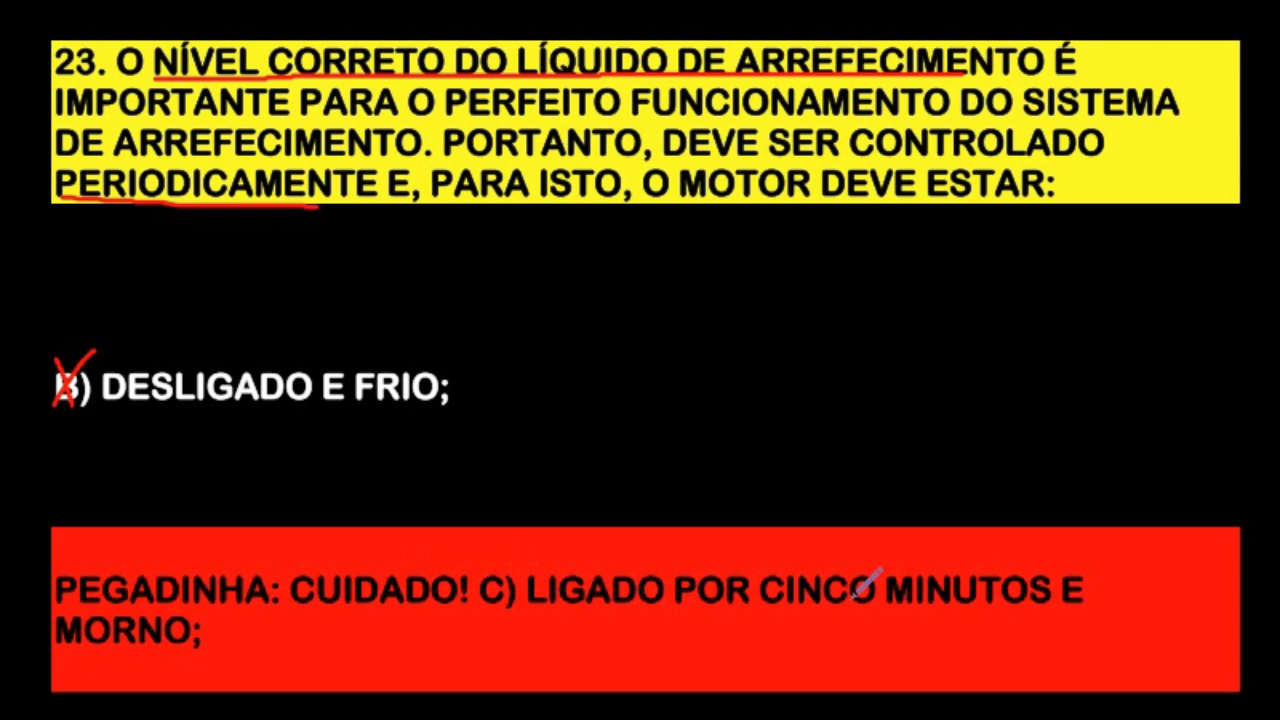 23. O NÍVEL CORRETO DO LÍQUIDO DE ARREFECIMENTO É
IMPORTANTE PARA O PERFEITO FUNCIONAMENTO DO SISTEMA
DE ARREFECIMENTO. PORTANTO, DEVE SER CONTROLADO
PERIODICAMENTE E, PARA ISTO, O MOTOR DEVE ESTAR:
B) DESLIGADO E FRIO;
PEGADINHA: CUIDADO! C) LIGADO POR CINCO MINUTOS E
MORNO;